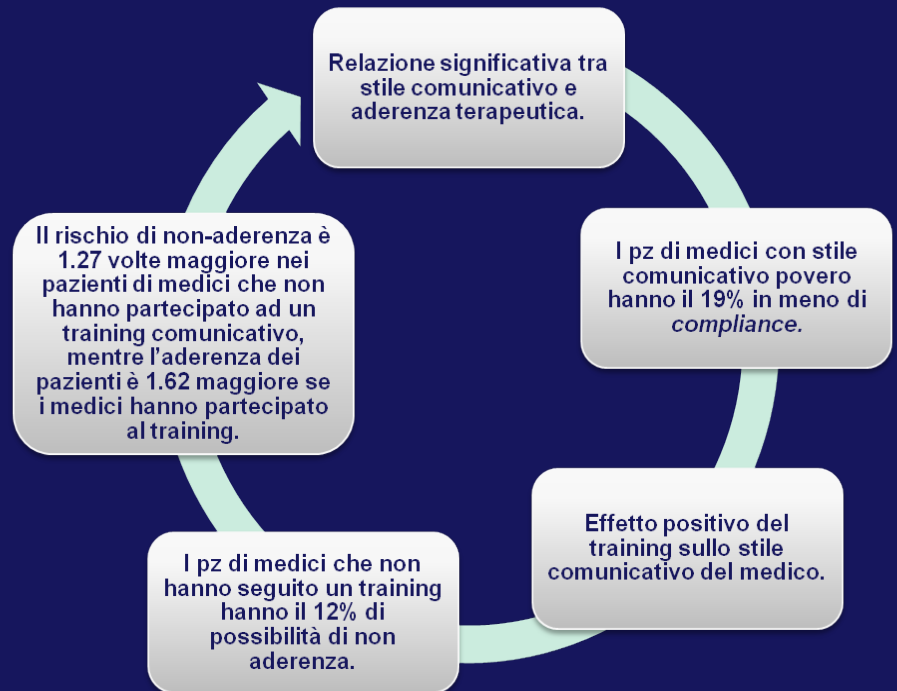 Relazione significativa tra
stile comunicativo e
aderenza terapeutica.
I pz di medici con stile
comunicativo povero
hanno il 19% in meno di
compliance.
Effetto positivo del
training sullo stile
comunicativo del medico.
I pz di medici che non
hanno seguito un training
hanno il 12% di
possibilità di non
aderenza.
Il rischio di non-aderenza è
1.27 volte maggiore nei
pazienti di medici che non
hanno partecipato ad un
training comunicativo,
mentre l'aderenza dei
pazienti è 1.62 maggiore se
i medici hanno partecipato
al training.